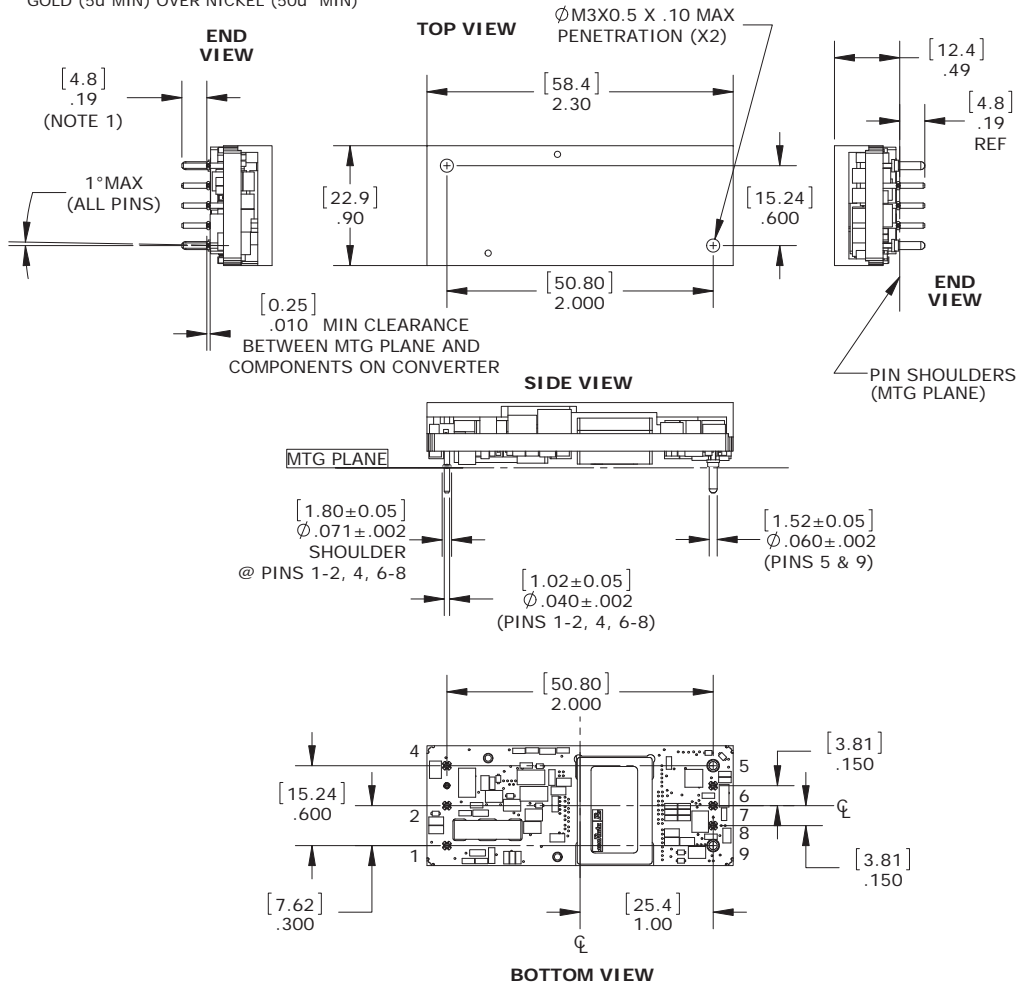 GOLD (5u" MIN) OVER NICKEL (50u" MIN)
END
VIEW
TOP VIEW
∅M3X0.5 X .10 MAX
PENETRATION (X2)
[12.4]
.49
[4.8]
.19
(NOTE 1)
[58.4]
2.30
[4.8]
.19
REF
1°MAX
(ALL PINS)
[22.9]
.90
[15.24]
.600
[50.80]
2.000
END
VIEW
[0.25]
.010 MIN CLEARANCE
BETWEEN MTG PLANE AND
COMPONENTS ON CONVERTER
PIN SHOULDERS
(MTG PLANE)
SIDE VIEW
MTG PLANE
[1.80±0.05]
∅.071±.002
SHOULDER
@ PINS 1-2, 4, 6-8
[1.52±0.05]
∅.060±.002
(PINS 5 & 9)
[1.02±0.05]
∅.040±.002
(PINS 1-2, 4, 6-8)
[50.80]
2.000
4
5
[3.81]
.150
[15.24]
.600
6
2
7
℄
8
1
9
[3.81]
.150
[7.62]
.300
[25.4]
1.00
℄
BOTTOM VIEW